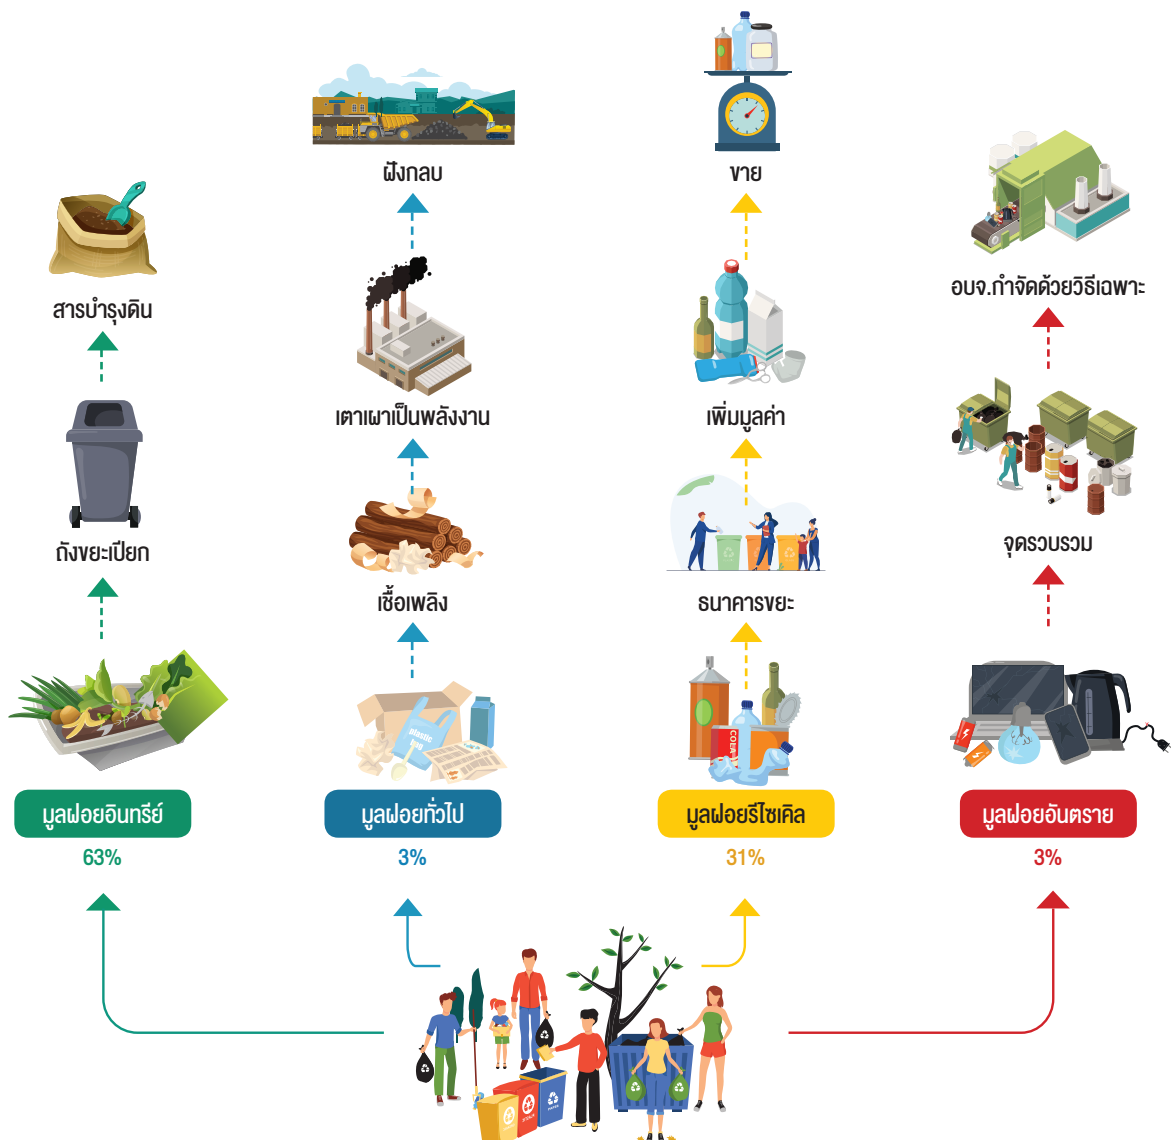 ฝังกลบ
ขาย
สารบำรุงดิน
อบจ.กำจัดด้วยวิธีเฉพาะ
เตาเผาเป็นพลังงาน
เพิ่มมูลค่า
ถังขยะเปียก
จุดรวบรวม
เชื้อเพลิง
ธนาคารขยะ
plastic
bag
COLA
มูลฝอยอินทรีย์
มูลฝอยทั่วไป
มูลฝอยรีไซเคิล
มูลฝอยอันตราย
63%
3%
31%
3%